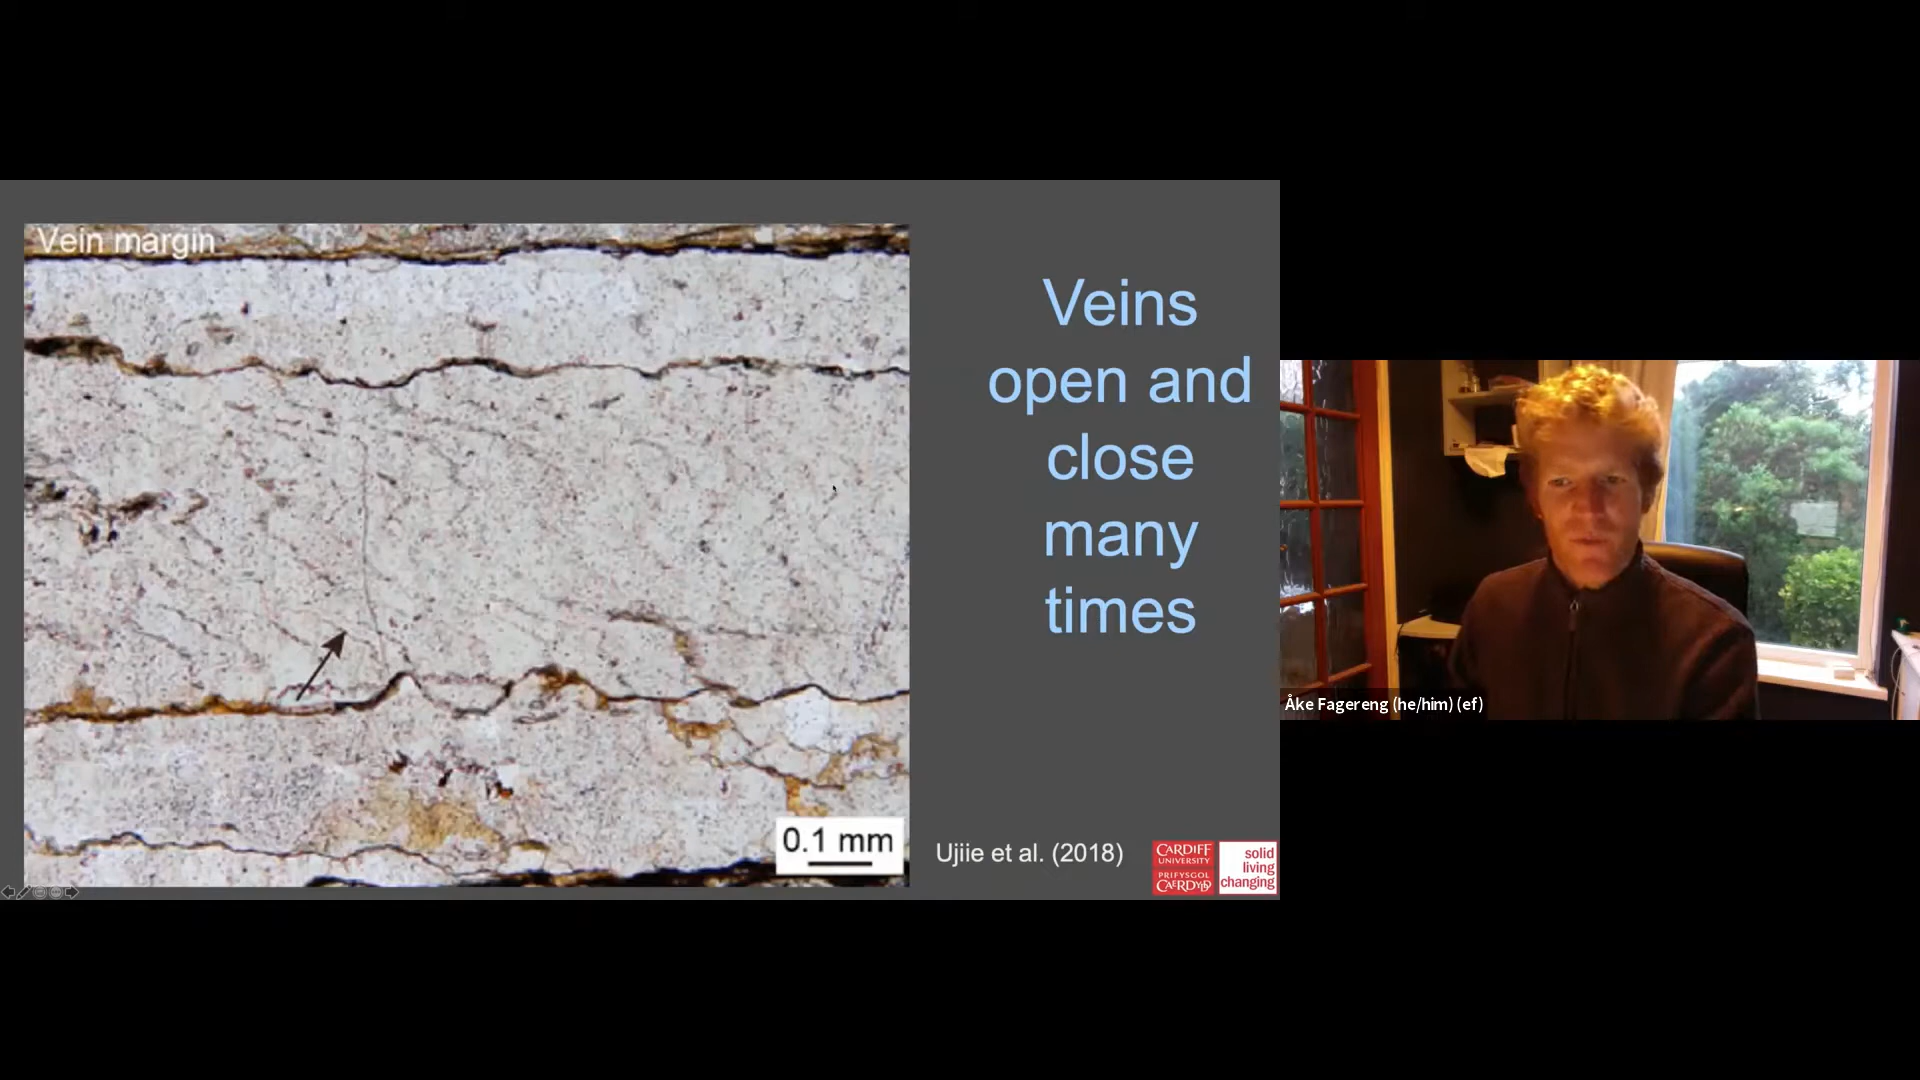 Vein margin
Veins
open and
close
many
times
0.1 mm
Ujiie et al. (2018)
CARDIFF
UNIVERSITY
PRIFYSGOL
CAERDYD
solid
living
changing
Åke Fagereng (he/him) (ef)